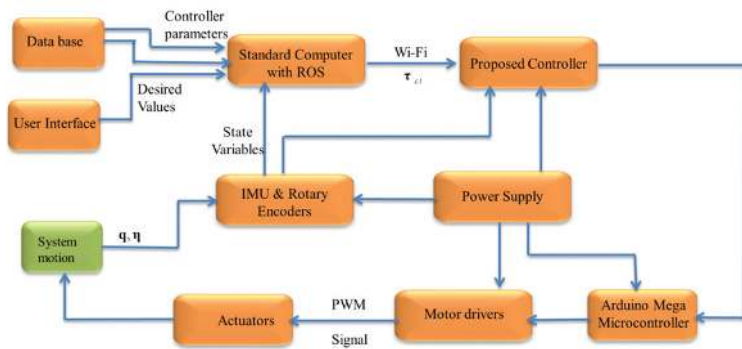 Controller
parameters
Data base
Standard Computer
with ROS
Wi-Fi
Proposed Controller
User Interface
Desired
Values
State
Variables
IMU & Rotary
Encoders
Power Supply
System
motion
q, η
Actuators
PWM
Signal
Motor drivers
Arduino Mega
Microcontroller